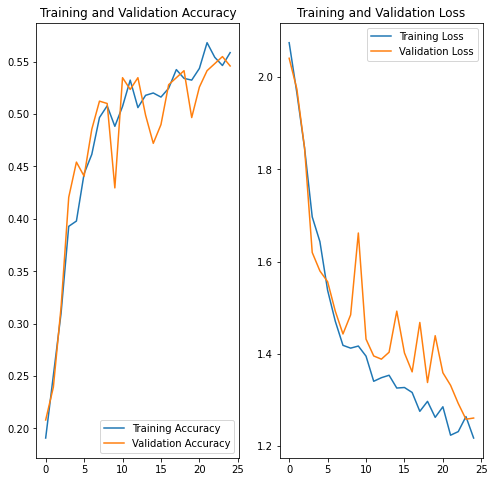 Training and Validation Accuracy
0.55
0.50
0.45
0.40
0.35
0.30
0.25
0.20
Training Accuracy
Validation Accuracy
0 5 10 15 20 25
Training and Validation Loss
Training Loss
Validation Loss
2.0
1.8
1.6
1.4
1.2
0 5 10 15 20 25